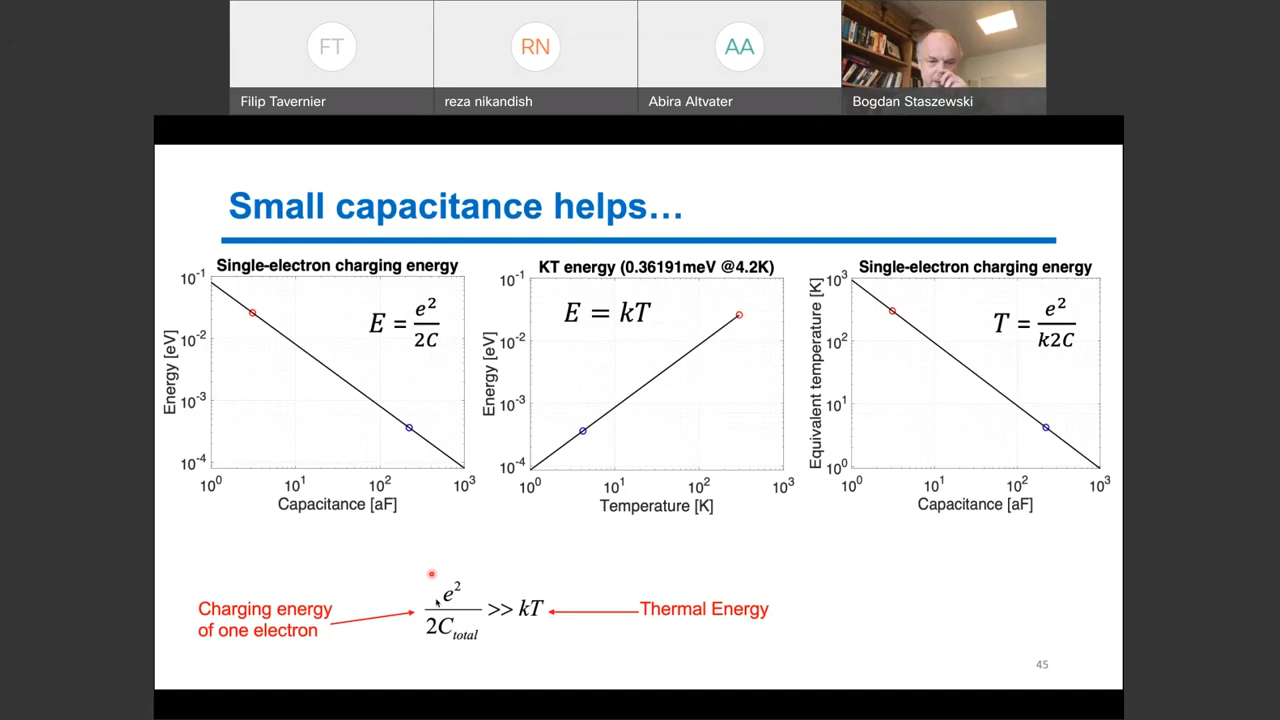 FT
RN
AA
Filip Tavernier
reza nikandish
Abira Altvater
Bogdan Staszewski
Small capacitance helps…
Single-electron charging energy
E = e²/2C
Energy [eV]
10⁻¹
10⁻²
10⁻³
10⁻⁴
10⁰ 10¹ 10² 10³
Capacitance [aF]
KT energy (0.36191meV @4.2K)
E = kT
Energy [eV]
10⁻¹
10⁻²
10⁻³
10⁻⁴
10⁰ 10¹ 10² 10³
Temperature [K]
Single-electron charging energy
T = e²/k2C
Equivalent temperature [K]
10³
10²
10¹
10⁰
10⁰ 10¹ 10² 10³
Capacitance [aF]
Charging energy
of one electron
e²/2C_total >> kT
Thermal Energy
45